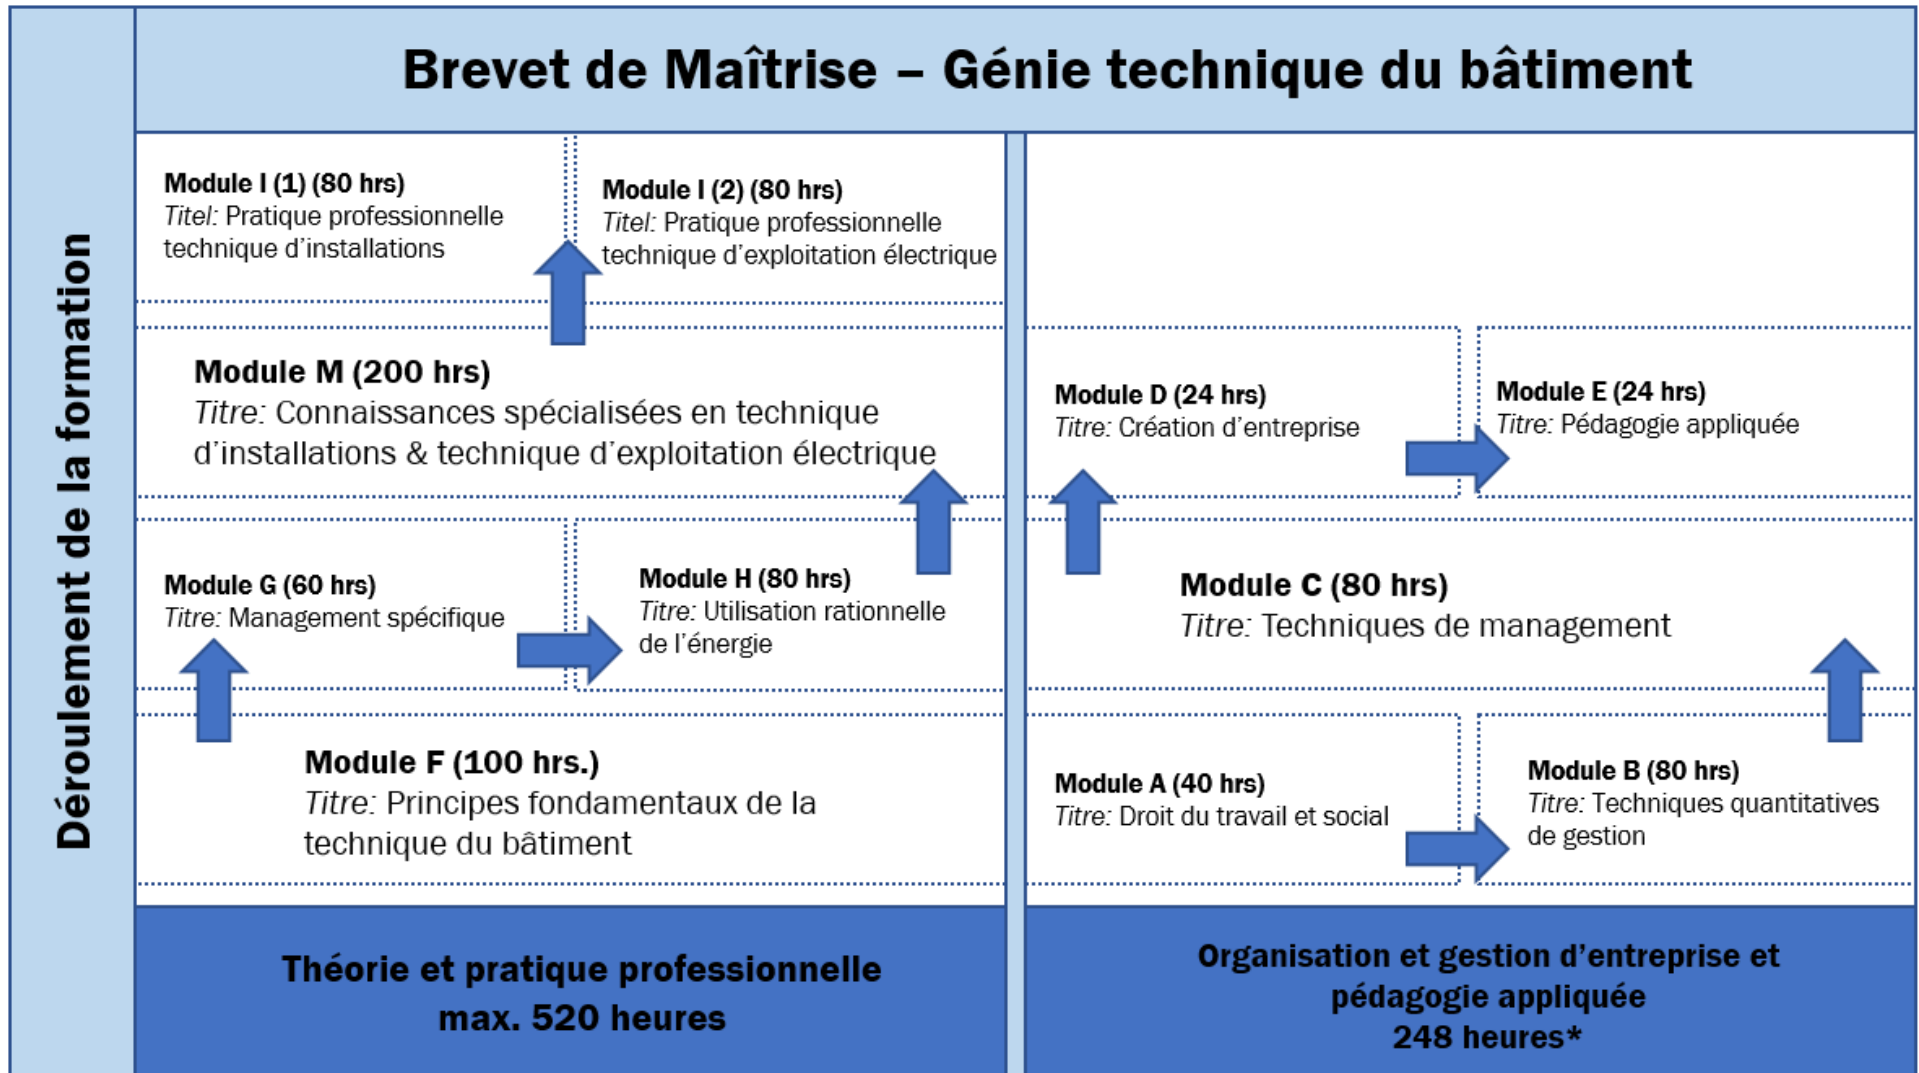 Brevet de Maîtrise – Génie technique du bâtiment
Déroulement de la formation
Module I (1) (80 hrs)
Titel: Pratique professionnelle
technique d'installations
Module I (2) (80 hrs)
Titel: Pratique professionnelle
technique d'exploitation électrique
Module M (200 hrs)
Titre: Connaissances spécialisées en technique
d'installations & technique d'exploitation électrique
Module G (60 hrs)
Titre: Management spécifique
Module H (80 hrs)
Titre: Utilisation rationnelle
de l'énergie
Module F (100 hrs.)
Titre: Principes fondamentaux de la
technique du bâtiment
Théorie et pratique professionnelle
max. 520 heures
Module D (24 hrs)
Titre: Création d'entreprise
Module E (24 hrs)
Titre: Pédagogie appliquée
Module C (80 hrs)
Titre: Techniques de management
Module A (40 hrs)
Titre: Droit du travail et social
Module B (80 hrs)
Titre: Techniques quantitatives
de gestion
Organisation et gestion d'entreprise et
pédagogie appliquée
248 heures*